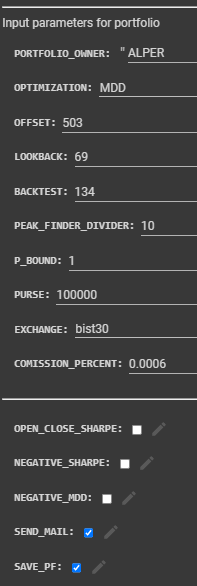 Input parameters for portfolio
PORTFOLIO_OWNER: " ALPER
OPTIMIZATION: MDD
OFFSET: 503
LOOKBACK: 69
BACKTEST: 134
PEAK_FINDER_DIVIDER: 10
P_BOUND: 1
PURSE: 100000
EXCHANGE: bist30
COMISSION_PERCENT: 0.0006
OPEN_CLOSE_SHARPE:
NEGATIVE_SHARPE:
NEGATIVE_MDD:
SEND_MAIL:
SAVE_PF: